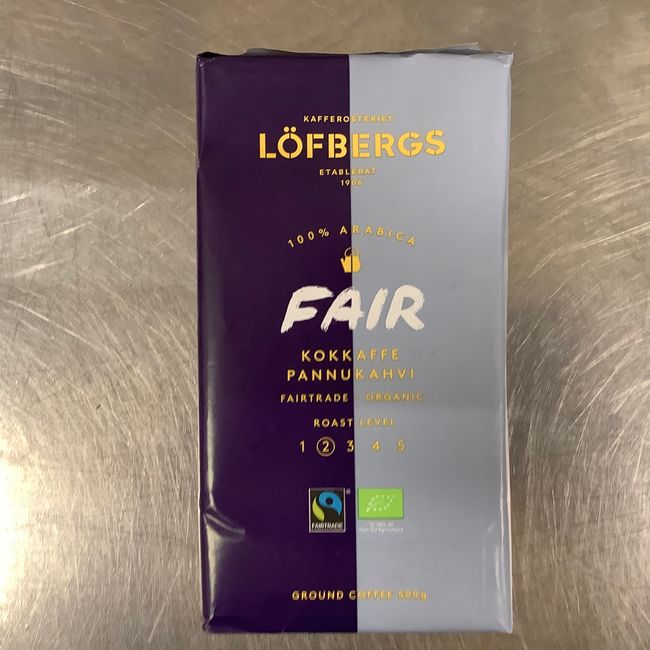 KAFFEROSTERIET
LÖFBERGS
ETABLERAT
1906
100% ARABICA
FAIR
KOKKAFFE
PANNUKAHVI
FAIRTRADE · ORGANIC
ROAST LEVEL
1 2 3 4 5
FAIRTRADE
GROUND COFFEE 500g